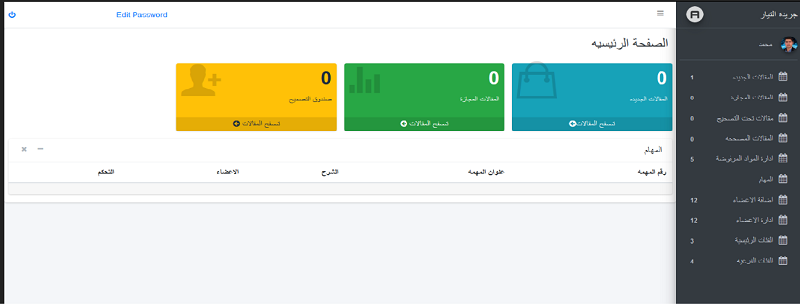 جريده التيار
محمد
المقالات الجديده 1
المقالات المجازة 0
مقالات تحت التصحيح 0
المقالات المصححه 0
ادارة المواد المرفوضة 5
المهام
اضافة الاعضاء 12
ادارة الاعضاء 12
الفئات الرئيسية 3
الفئات الفرعيه 4
Edit Password
الصفحة الرئيسيه
0
المقالات الجديده
تصفح المقالات
0
المقالات المجازة
تصفح المقالات
0
صندوق التصحيح
تصفح المقالات
المهام
رقم المهمه عنوان المهمه الشرح الاعضاء التحكم